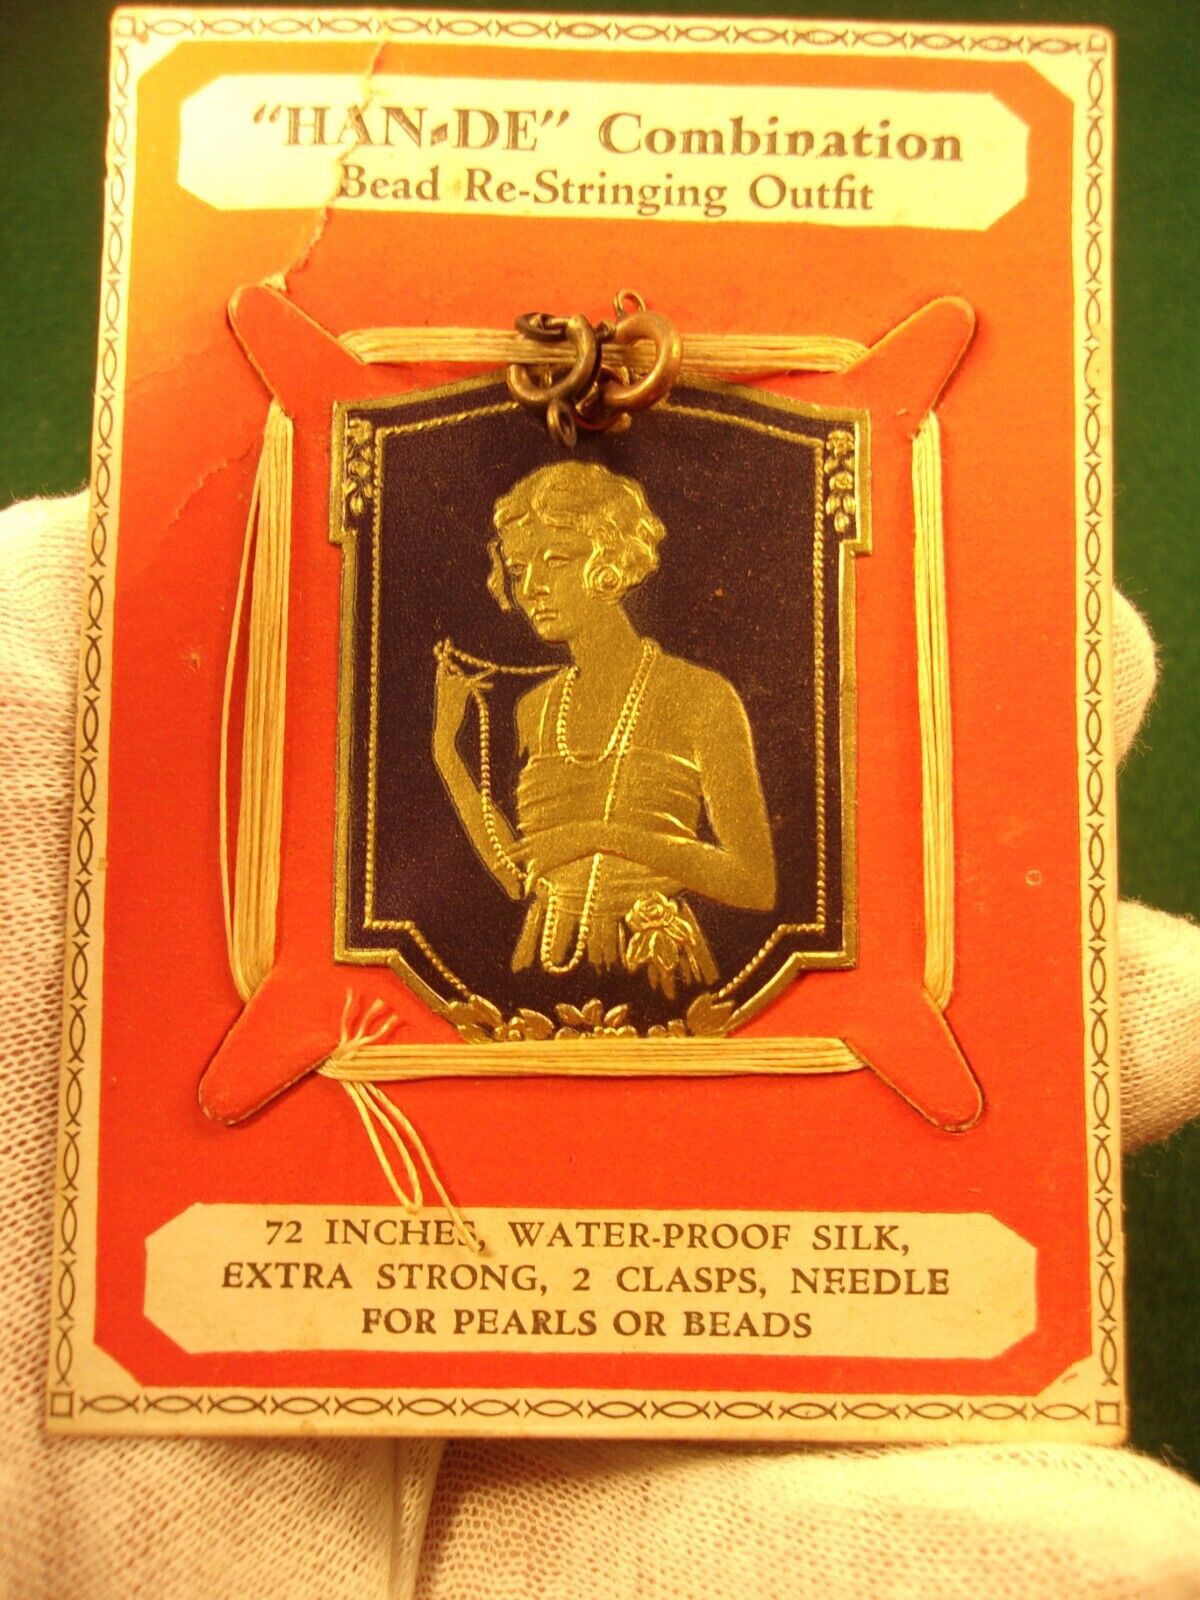 "HAN-DE" Combination
Bead Re-Stringing Outfit
72 INCHES, WATER-PROOF SILK,
EXTRA STRONG, 2 CLASPS, NEEDLE
FOR PEARLS OR BEADS